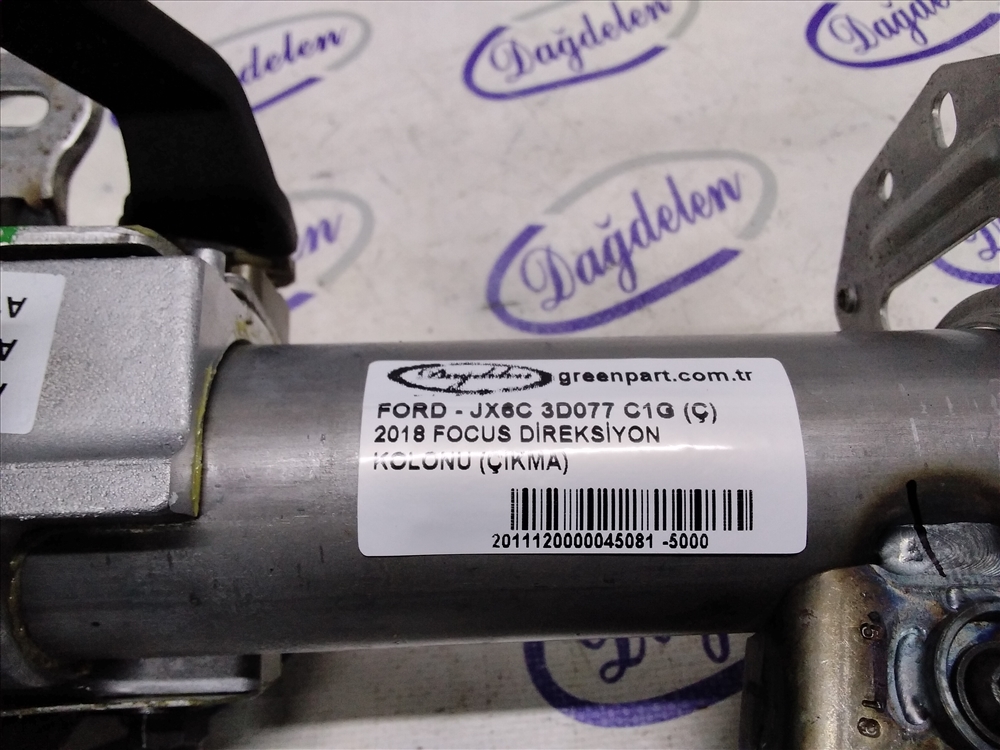 Dağdelen
Dağdelen
Dağdelen
Dağdelen greenpart.com.tr
FORD - JX6C 3D077 C1G (Ç)
2018 FOCUS DİREKSİYON
KOLONU (ÇIKMA)
2011120000045081 -5000